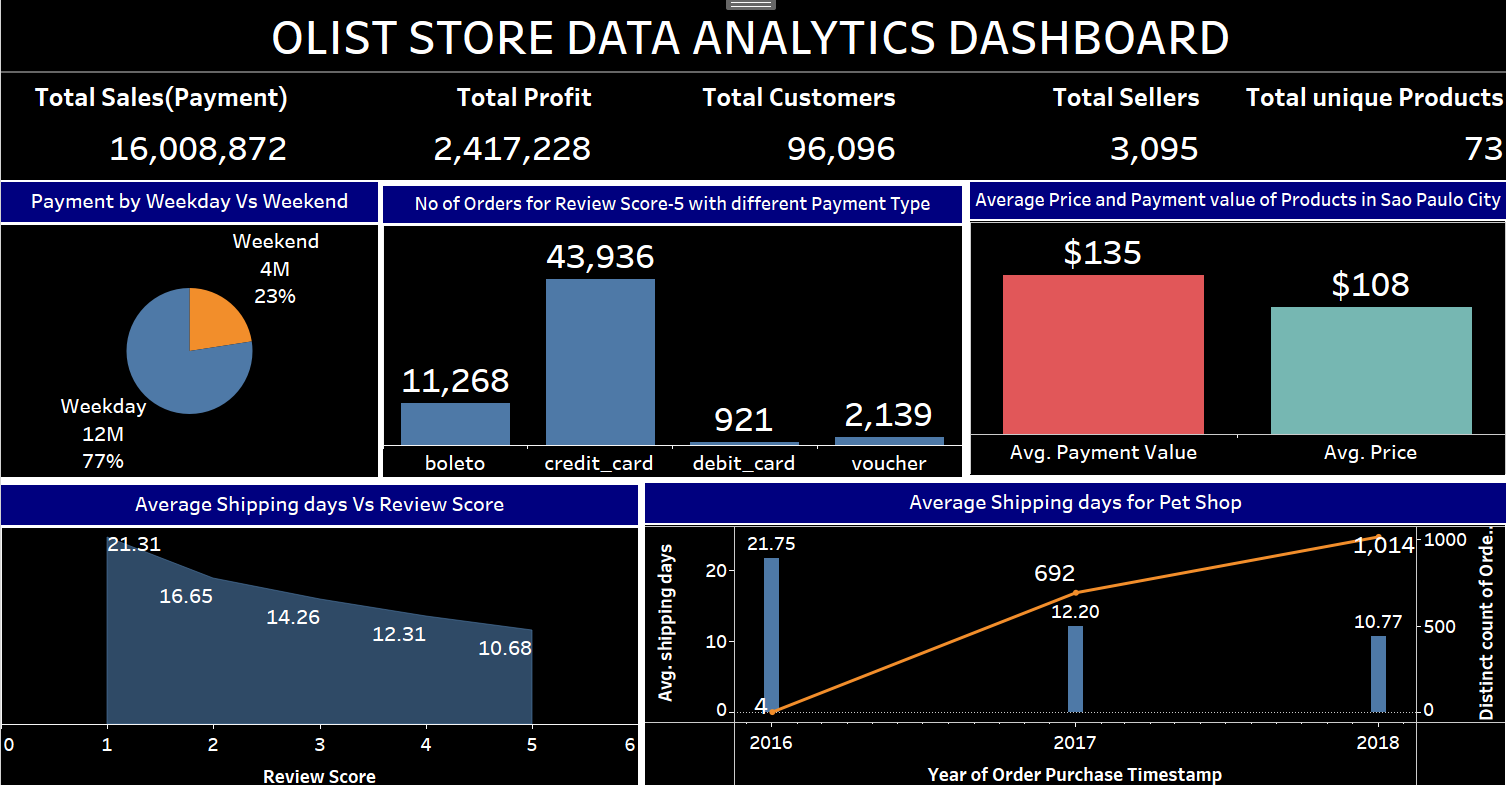 OLIST STORE DATA ANALYTICS DASHBOARD
Total Sales(Payment)
16,008,872
Total Profit
2,417,228
Total Customers
96,096
Total Sellers
3,095
Total unique Products
73
Payment by Weekday Vs Weekend
Weekend
4M
23%
Weekday
12M
77%
No of Orders for Review Score-5 with different Payment Type
43,936
11,268
921
2,139
boleto
credit_card
debit_card
voucher
Average Price and Payment value of Products in Sao Paulo City
$135
$108
Avg. Payment Value
Avg. Price
Average Shipping days Vs Review Score
21.31
16.65
14.26
12.31
10.68
0
1
2
3
4
5
6
Review Score
Average Shipping days for Pet Shop
Avg. shipping days
20
10
0
21.75
4
692
12.20
1,014
10.77
1000
500
0
Distinct count of Orde..
2016
2017
2018
Year of Order Purchase Timestamp